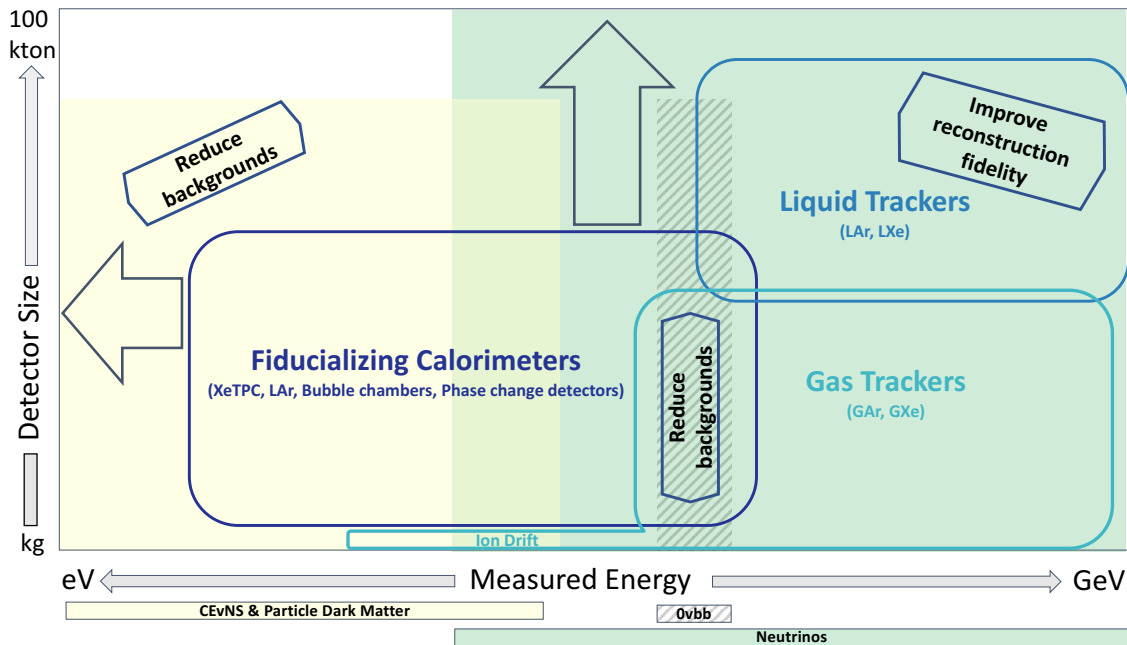 100
kton
Detector Size
kg
Reduce
backgrounds
Improve
reconstruction
fidelity
Liquid Trackers
(LAr, LXe)
Fiducializing Calorimeters
(XeTPC, LAr, Bubble chambers, Phase change detectors)
Reduce
backgrounds
Gas Trackers
(GAr, GXe)
Ion Drift
eV
Measured Energy
GeV
CEvNS & Particle Dark Matter
0vbb
Neutrinos